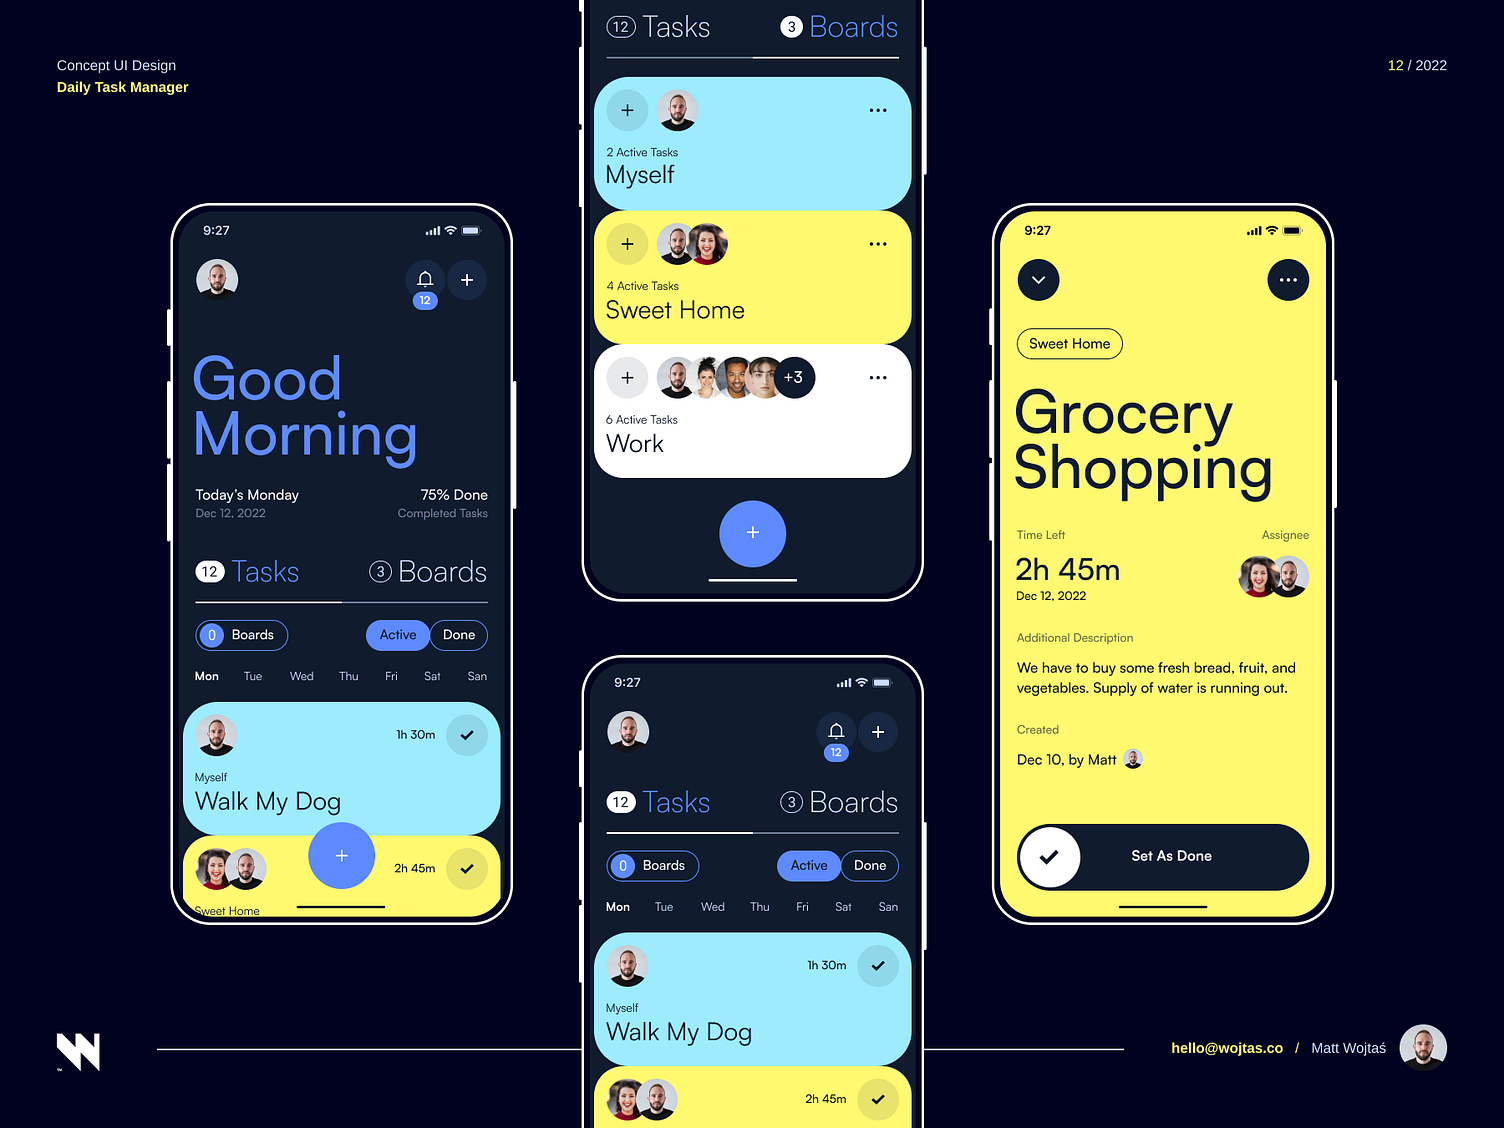 Concept UI Design
Daily Task Manager
12 / 2022
9:27
12
Good
Morning
Today's Monday
75% Done
Dec 12, 2022
Completed Tasks
12 Tasks
3 Boards
0 Boards
Active
Done
Mon Tue Wed Thu Fri Sat San
1h 30m
Myself
Walk My Dog
2h 45m
Sweet Home
12 Tasks
3 Boards
2 Active Tasks
Myself
4 Active Tasks
Sweet Home
+3
6 Active Tasks
Work
9:27
12
12 Tasks
3 Boards
0 Boards
Active
Done
Mon Tue Wed Thu Fri Sat San
1h 30m
Myself
Walk My Dog
2h 45m
9:27
Sweet Home
Grocery
Shopping
Time Left
Assignee
2h 45m
Dec 12, 2022
Additional Description
We have to buy some fresh bread, fruit, and
vegetables. Supply of water is running out.
Created
Dec 10, by Matt
Set As Done
hello@wojtas.co / Matt Wojtaś